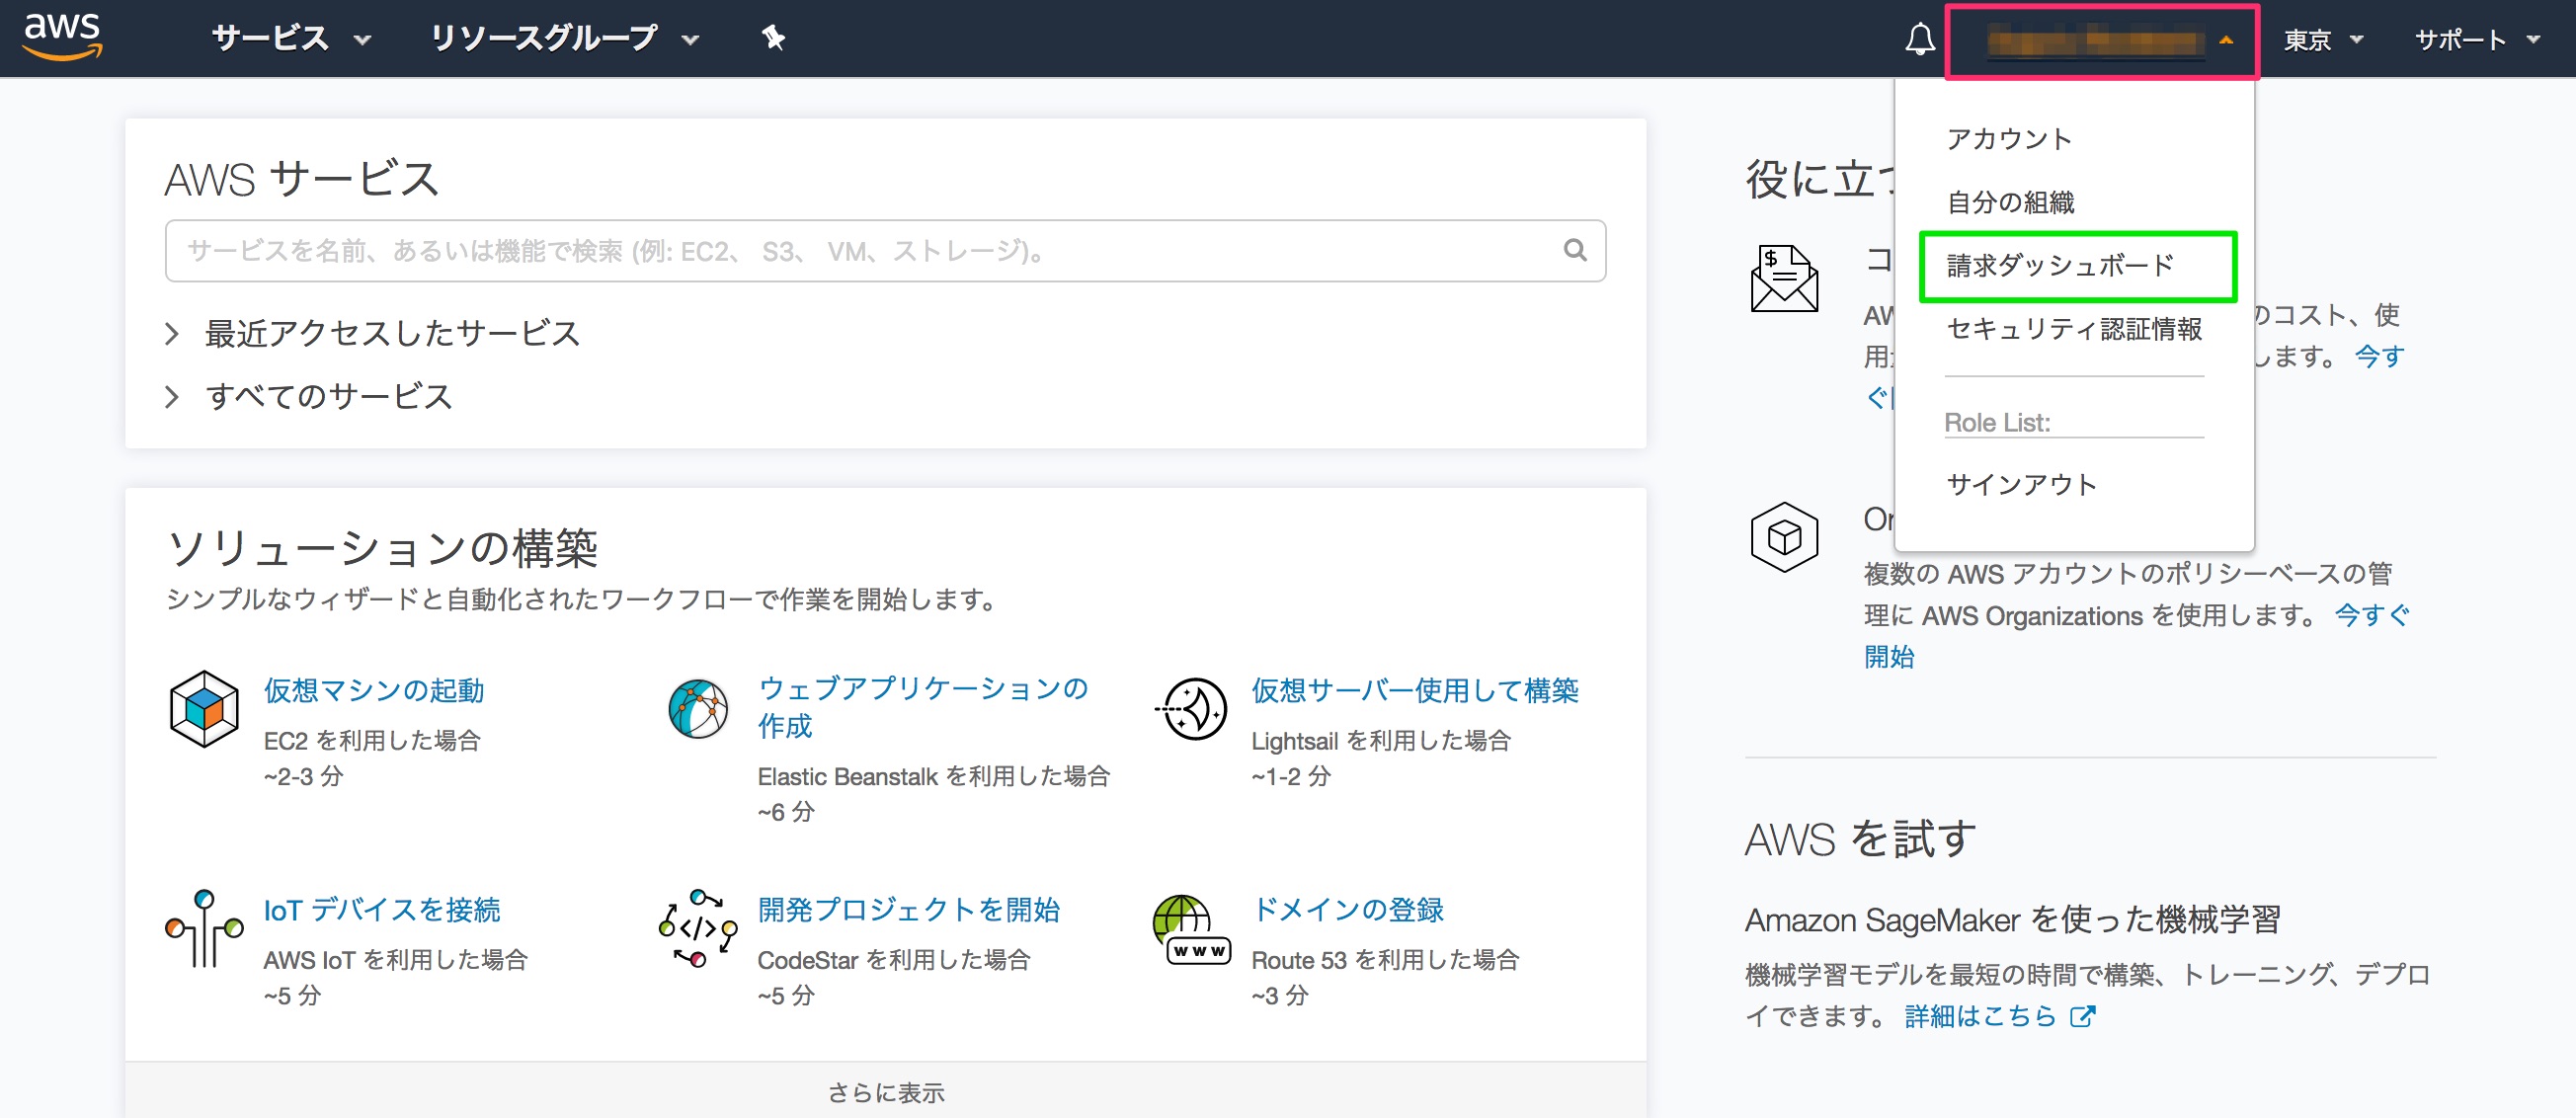 aws
サービス
リソースグループ
東京
サポート
アカウント
自分の組織
請求ダッシュボード
セキュリティ認証情報
Role List:
サインアウト
AWS サービス
サービスを名前、あるいは機能で検索 (例: EC2、 S3、 VM、ストレージ)。
最近アクセスしたサービス
すべてのサービス
ソリューションの構築
シンプルなウィザードと自動化されたワークフローで作業を開始します。
仮想マシンの起動
EC2 を利用した場合
~2-3 分
ウェブアプリケーションの
作成
Elastic Beanstalk を利用した場合
~6 分
仮想サーバー使用して構築
Lightsail を利用した場合
~1-2 分
IoT デバイスを接続
AWS IoT を利用した場合
~5 分
開発プロジェクトを開始
CodeStar を利用した場合
~5 分
www
ドメインの登録
Route 53 を利用した場合
~3 分
さらに表示
役に立つ
コ
AW
のコスト、使
用
します。 今す
ぐ
Or
複数の AWS アカウントのポリシーベースの管
理に AWS Organizations を使用します。 今すぐ
開始
AWS を試す
Amazon SageMaker を使った機械学習
機械学習モデルを最短の時間で構築、トレーニング、デプロ
イできます。 詳細はこちら